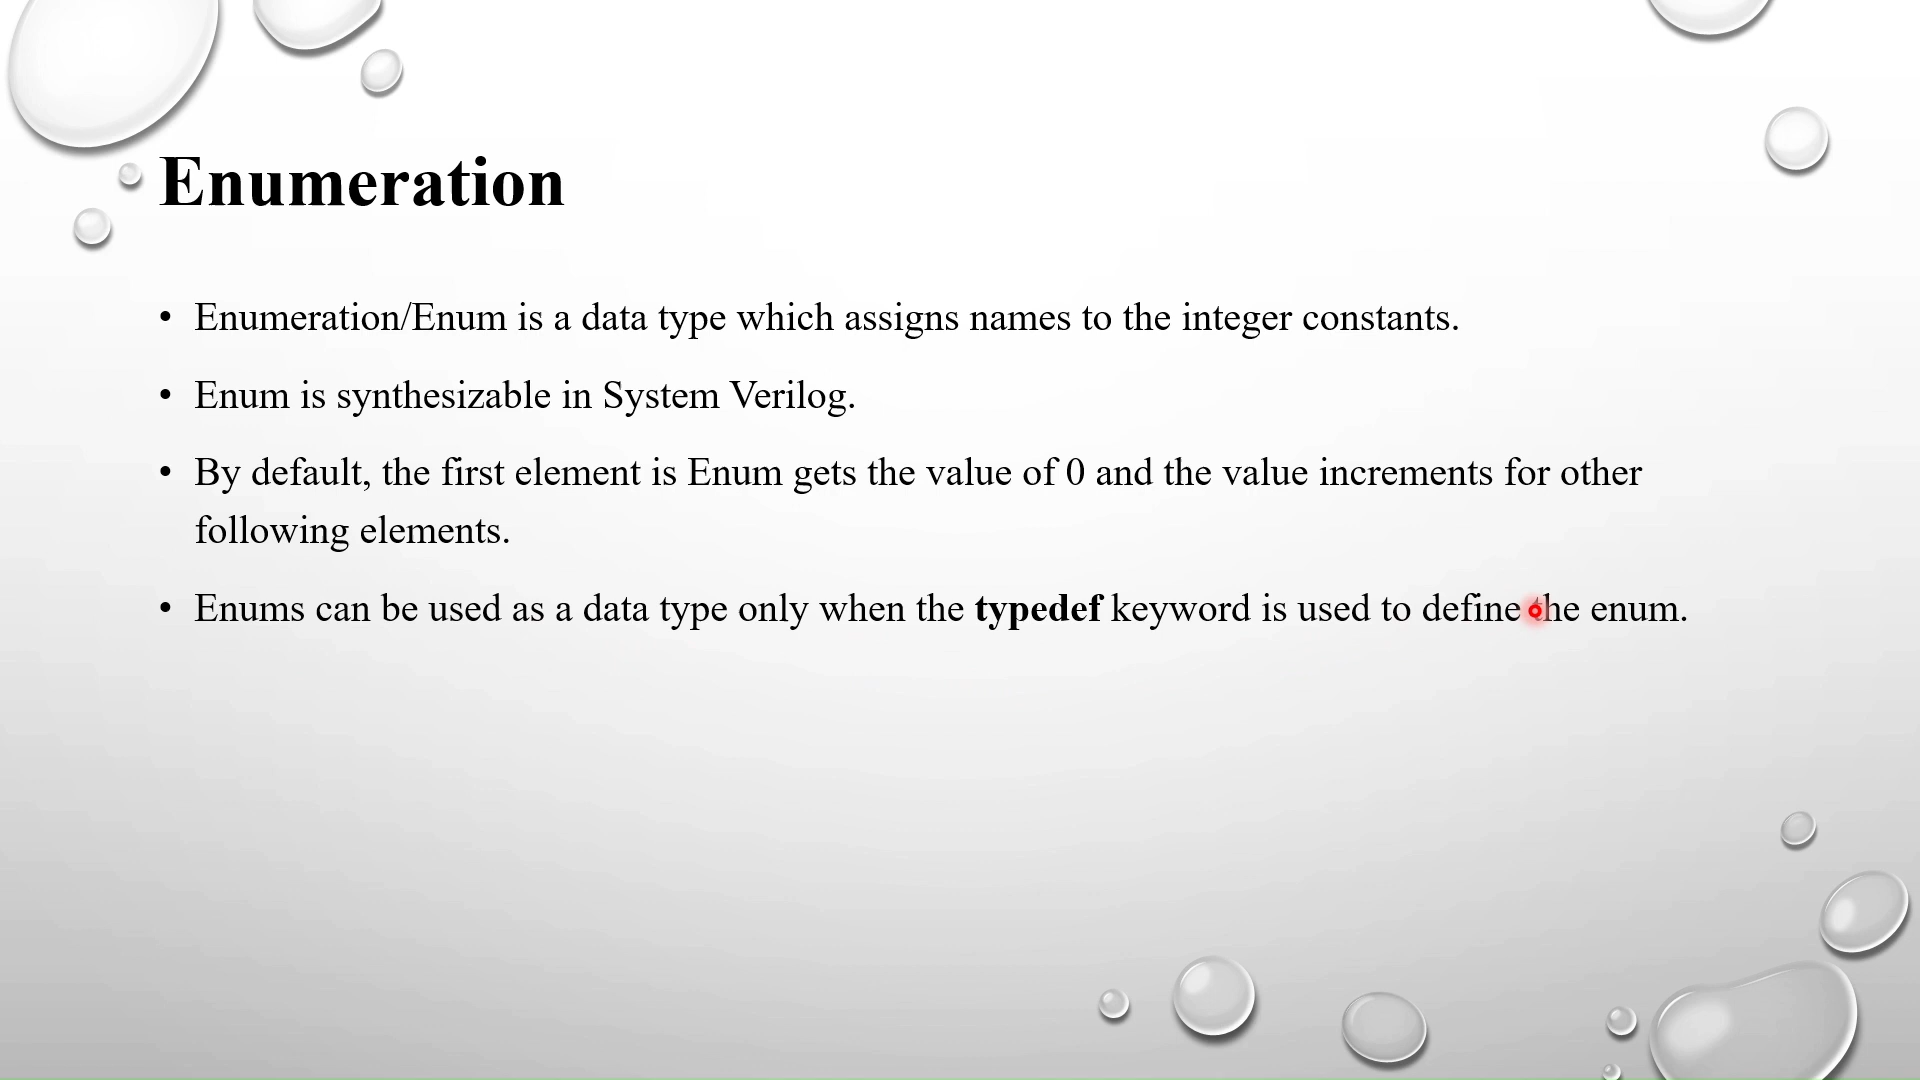 Enumeration
• Enumeration/Enum is a data type which assigns names to the integer constants.
• Enum is synthesizable in System Verilog.
• By default, the first element is Enum gets the value of 0 and the value increments for other
following elements.
• Enums can be used as a data type only when the typedef keyword is used to define the enum.